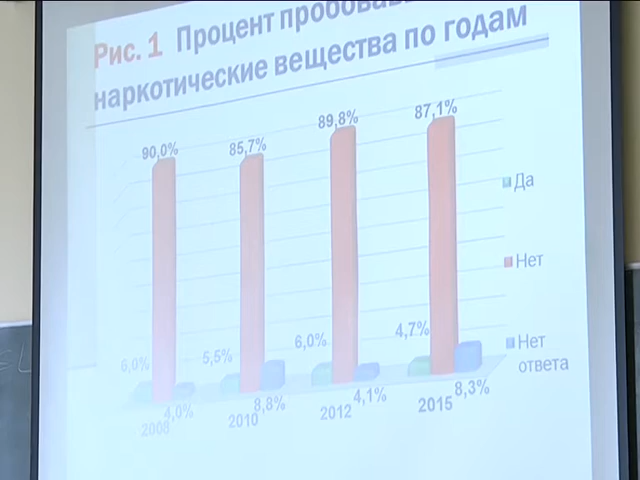 Рис. 1 Процент
наркотические вещества по годам
90,0% 85,7% 89,8% 87,1%
Да
Нет
Нет
ответа
6,0% 5,5% 6,0% 4,7%
4,0% 8,8% 4,1% 8,3%
2008 2010 2012 2015